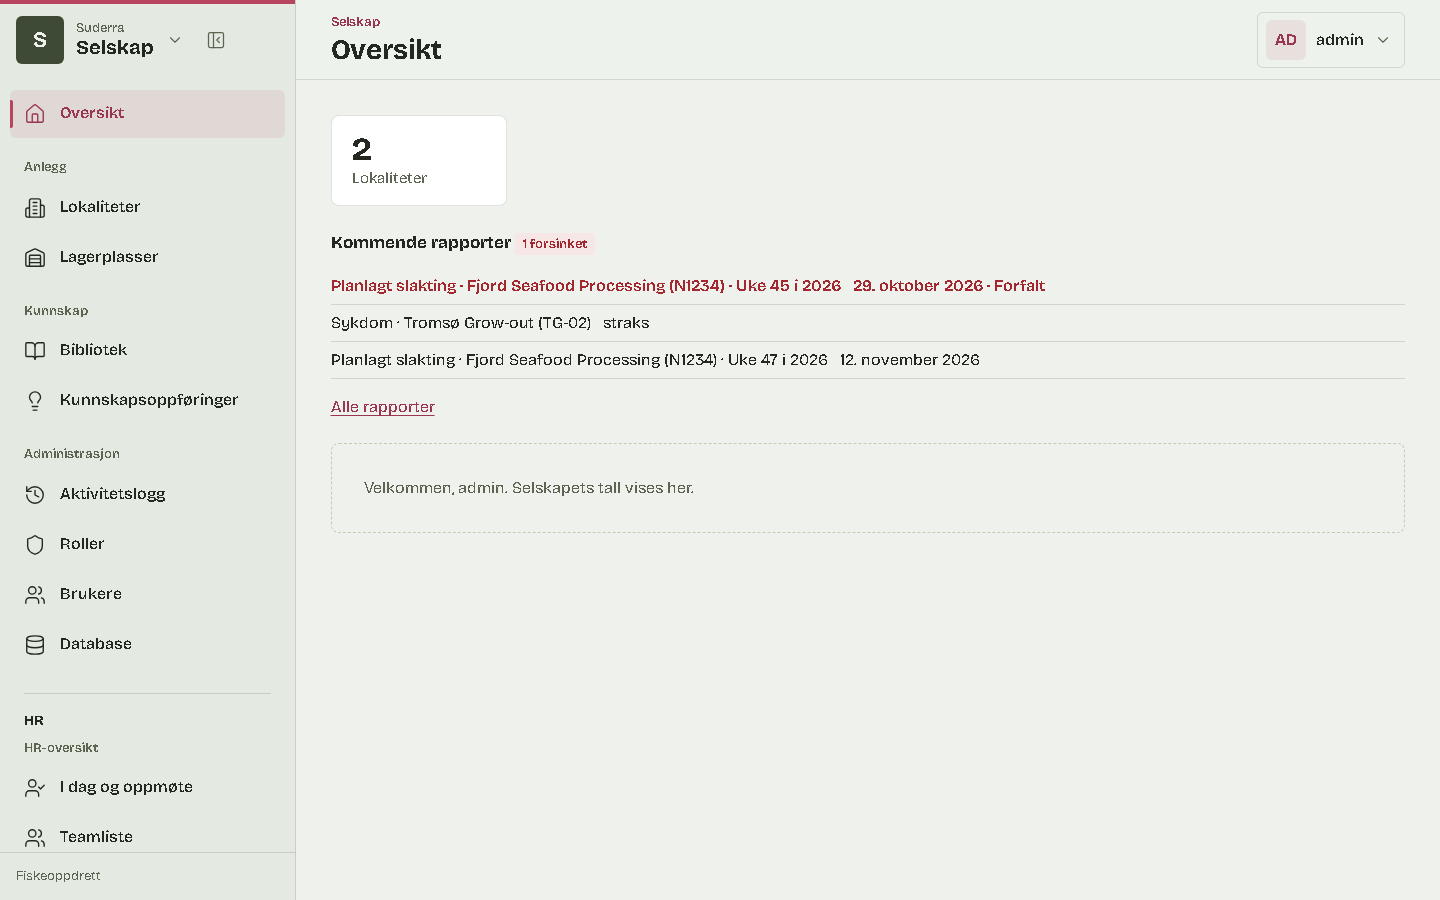 S
Suderra
Selskap
Oversikt
Anlegg
Lokaliteter
Lagerplasser
Kunnskap
Bibliotek
Kunnskapsoppføringer
Administrasjon
Aktivitetslogg
Roller
Brukere
Database
HR
HR-oversikt
I dag og oppmøte
Teamliste
Fiskeoppdrett
Selskap
Oversikt
AD admin
2
Lokaliteter
Kommende rapporter 1 forsinket
Planlagt slakting · Fjord Seafood Processing (N1234) · Uke 45 i 2026 29. oktober 2026 · Forfalt
Sykdom · Tromsø Grow-out (TG-02) straks
Planlagt slakting · Fjord Seafood Processing (N1234) · Uke 47 i 2026 12. november 2026
Alle rapporter
Velkommen, admin. Selskapets tall vises her.